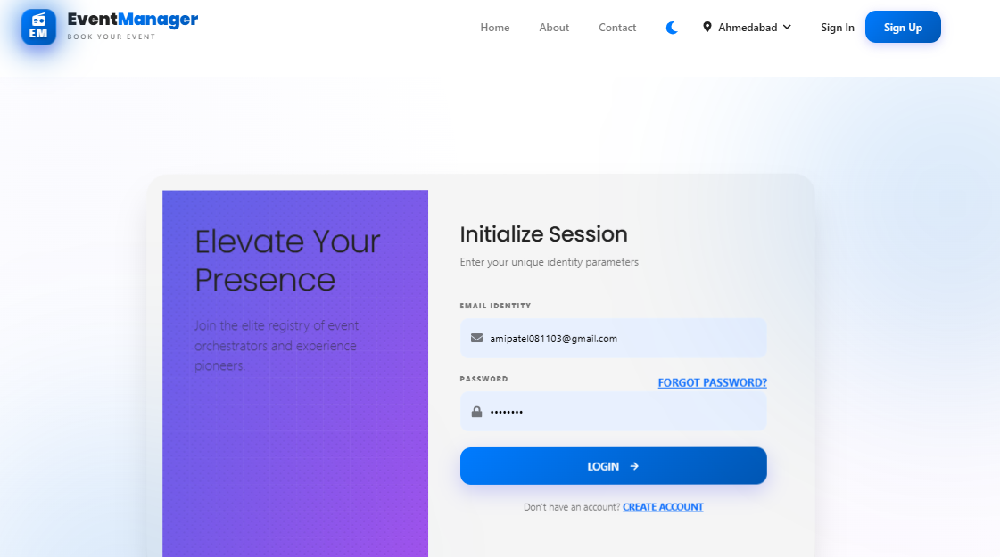 EM
EventManager
BOOK YOUR EVENT
Home About Contact Ahmedabad Sign In Sign Up
Elevate Your
Presence
Join the elite registry of event
orchestrators and experience
pioneers.
Initialize Session
Enter your unique identity parameters
EMAIL IDENTITY
amipatel081103@gmail.com
PASSWORD FORGOT PASSWORD?
••••••••
LOGIN →
Don't have an account? CREATE ACCOUNT